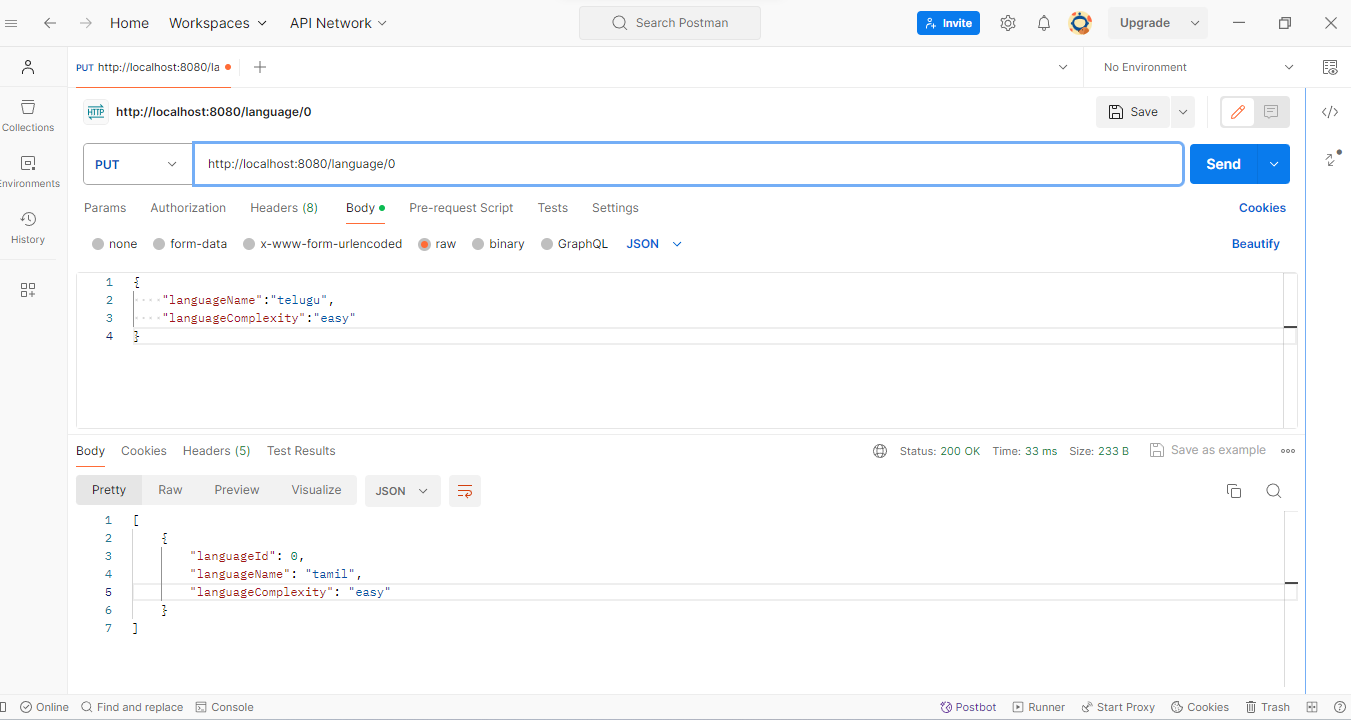 Home Workspaces API Network Search Postman Invite Upgrade
PUT http://localhost:8080/la No Environment
HTTP http://localhost:8080/language/0 Save
Collections
PUT http://localhost:8080/language/0 Send
Environments
Params Authorization Headers (8) Body Pre-request Script Tests Settings Cookies
History
none form-data x-www-form-urlencoded raw binary GraphQL JSON Beautify
1 {
2 "languageName":"telugu",
3 "languageComplexity":"easy"
4 }
Body Cookies Headers (5) Test Results Status: 200 OK Time: 33 ms Size: 233 B Save as example
Pretty Raw Preview Visualize JSON
1 [
2 {
3 "languageId": 0,
4 "languageName": "tamil",
5 "languageComplexity": "easy"
6 }
7 ]
Online Find and replace Console Postbot Runner Start Proxy Cookies Trash